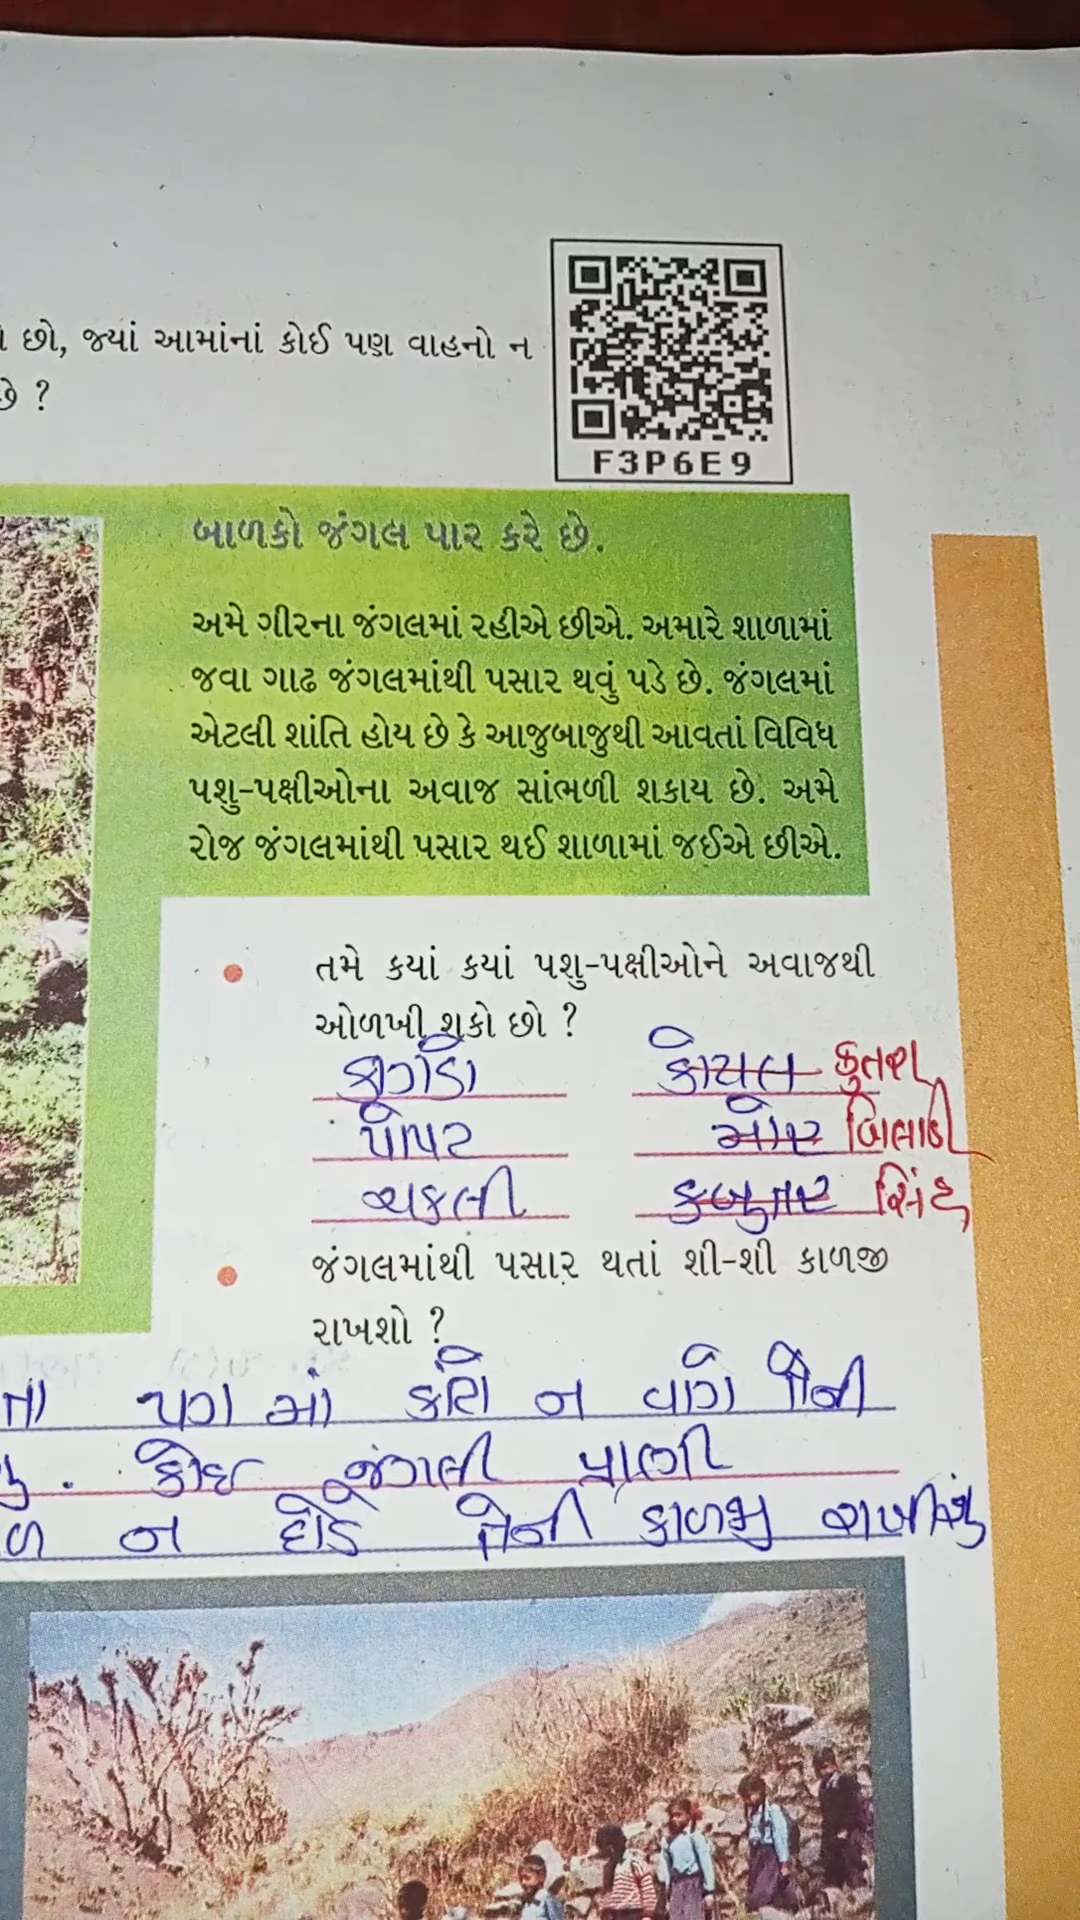 છો, જ્યાં આમાંનાં કોઈ પણ વાહનો ન
છે ?
F3P6E9
બાળકો જંગલ પાર કરે છે.
અમે ગીરના જંગલમાં રહીએ છીએ. અમારે શાળામાં
જવા ગાઢ જંગલમાંથી પસાર થવું પડે છે. જંગલમાં
એટલી શાંતિ હોય છે કે આજુબાજુથી આવતાં વિવિધ
પશુ-પક્ષીઓના અવાજ સાંભળી શકાય છે. અમે
રોજ જંગલમાંથી પસાર થઈ શાળામાં જઈએ છીએ.
તમે કયાં કયાં પશુ-પક્ષીઓને અવાજથી
ઓળખી શકો છો ?
કાગડો કોયલ કુતરા
પોપટ મોર બિલાડી
ચકલી કબુતર સિંહ
જંગલમાંથી પસાર થતાં શી-શી કાળજી
રાખશો ?
પગ માં કાંટો ન વાગે તેની
કોઈ જંગલી પ્રાણી
ન દોડે તેની કાળજી રાખીશું